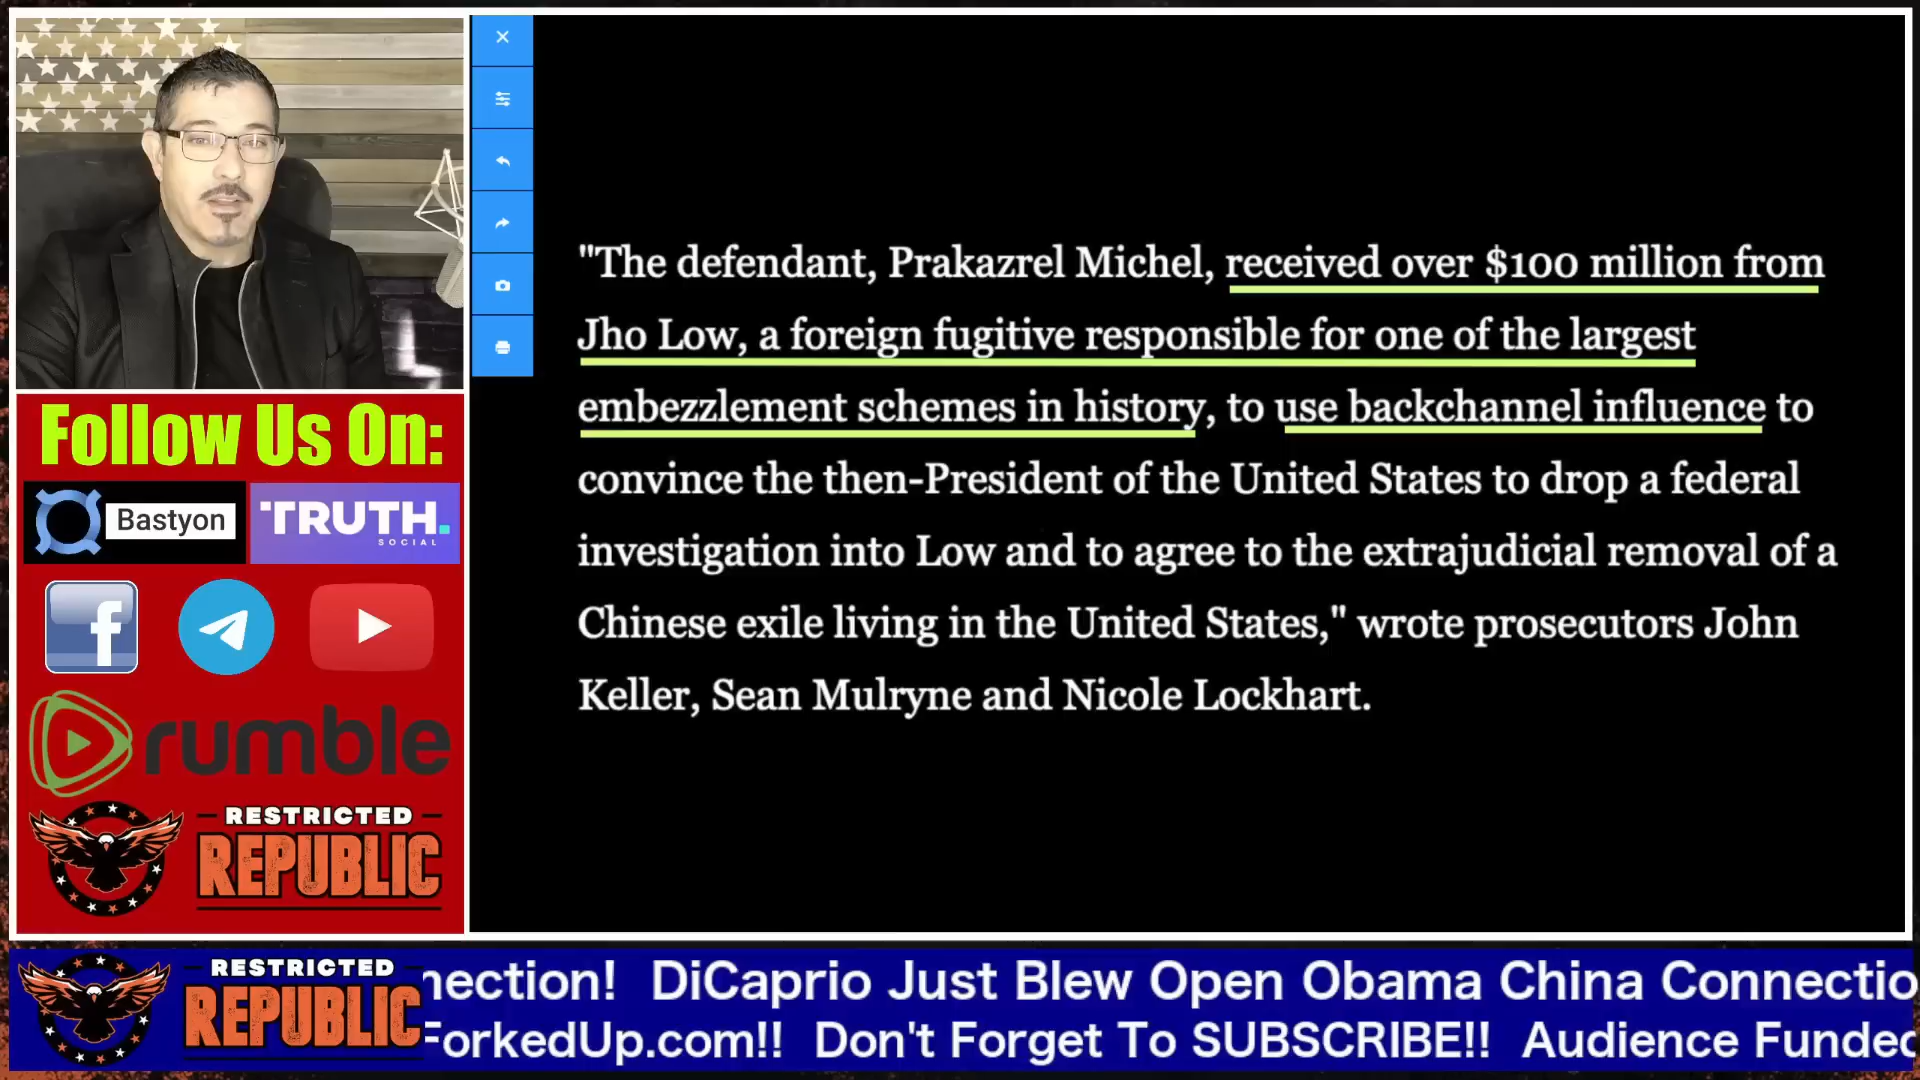 "The defendant, Prakazrel Michel, received over $100 million from
Jho Low, a foreign fugitive responsible for one of the largest
embezzlement schemes in history, to use backchannel influence to
convince the then-President of the United States to drop a federal
investigation into Low and to agree to the extrajudicial removal of a
Chinese exile living in the United States," wrote prosecutors John
Keller, Sean Mulryne and Nicole Lockhart.
Follow Us On:
Bastyon
TRUTH.
SOCIAL
rumble
RESTRICTED
REPUBLIC
RESTRICTED
REPUBLIC
nection! DiCaprio Just Blew Open Obama China Connectio
ForkedUp.com!! Don't Forget To SUBSCRIBE!! Audience Funded